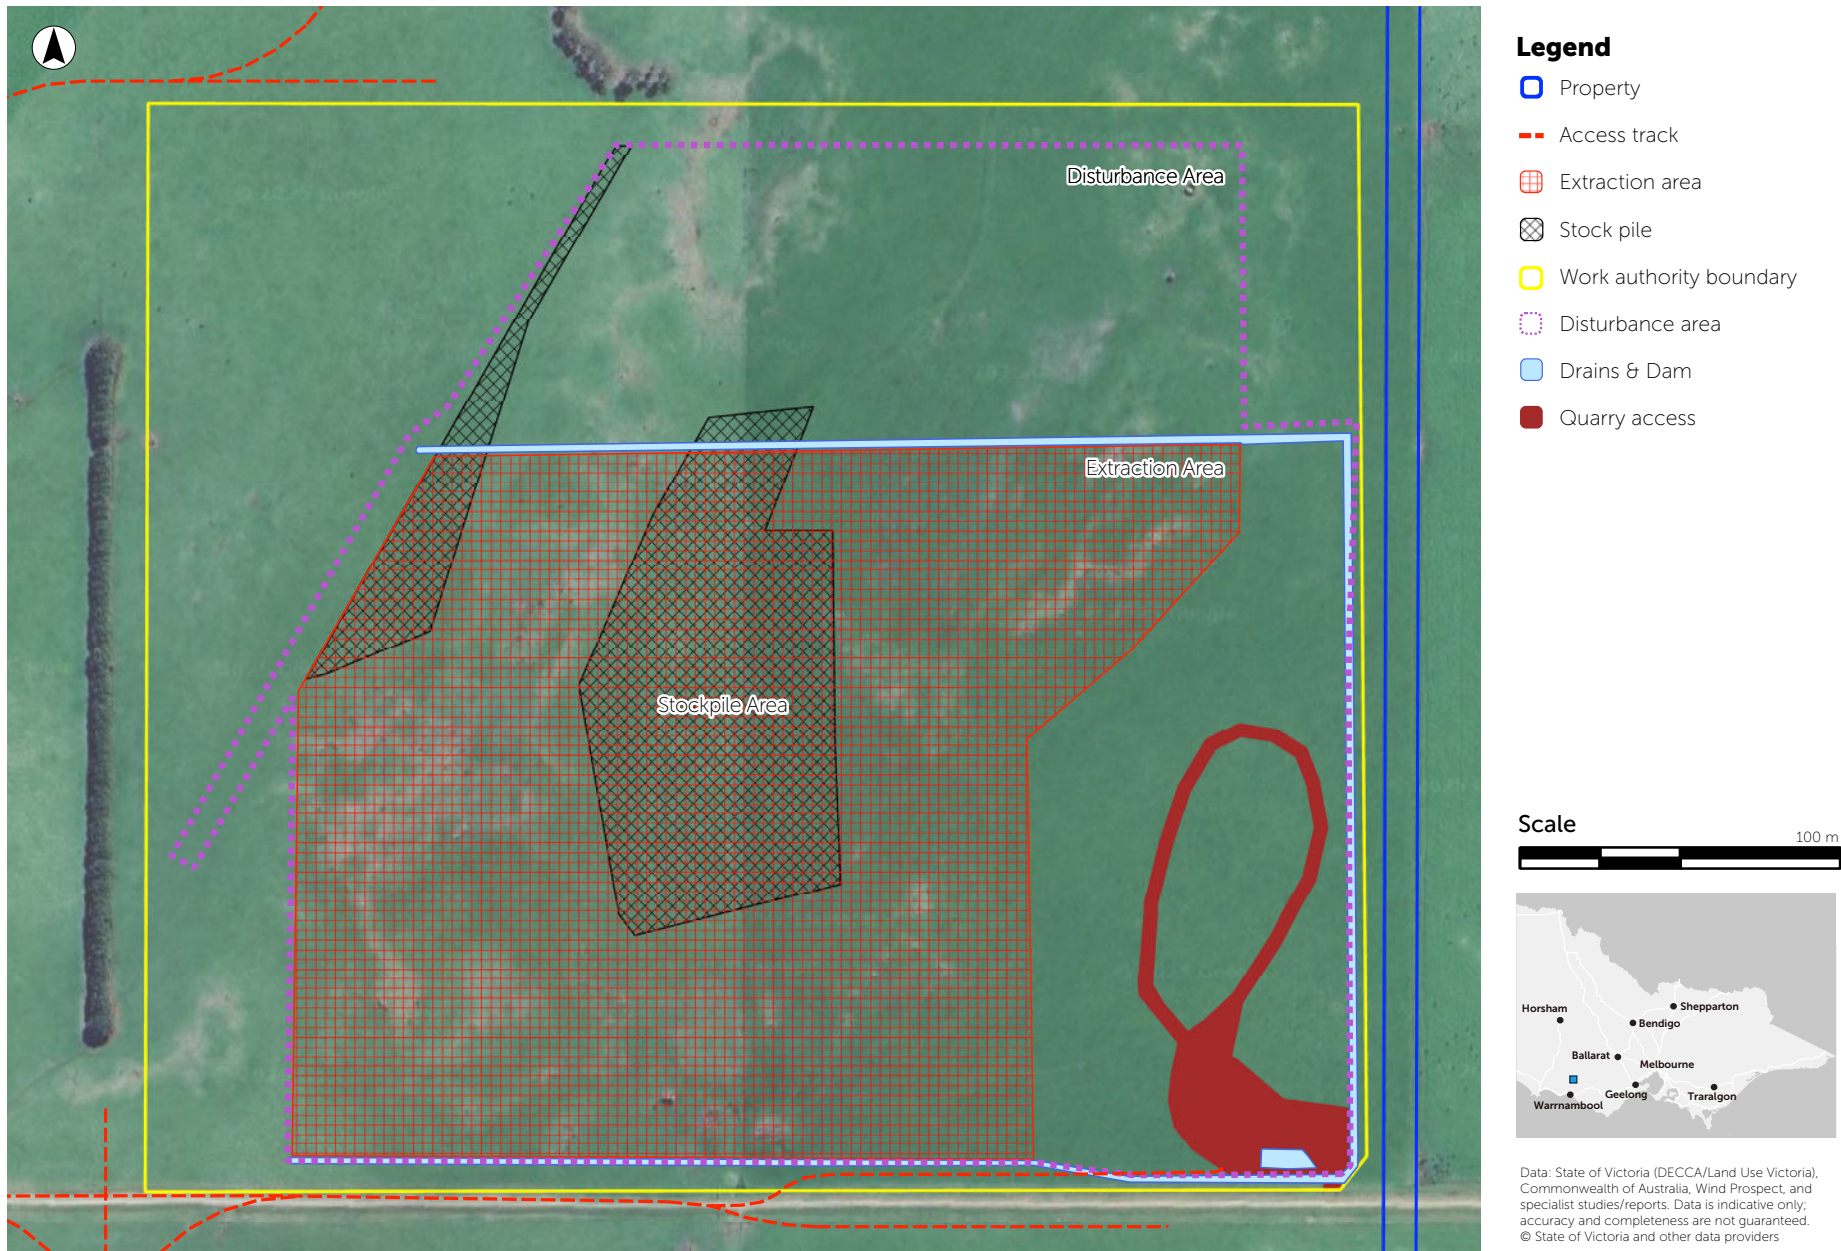 Legend
Property
Access track
Extraction area
Stock pile
Work authority boundary
Disturbance area
Drains & Dam
Quarry access
Disturbance Area
Extraction Area
Stockpile Area
Scale
100 m
Horsham
Shepparton
Bendigo
Ballarat
Melbourne
Geelong
Traralgon
Warrnambool
Data: State of Victoria (DECCA/Land Use Victoria),
Commonwealth of Australia, Wind Prospect, and
specialist studies/reports. Data is indicative only;
accuracy and completeness are not guaranteed.
© State of Victoria and other data providers